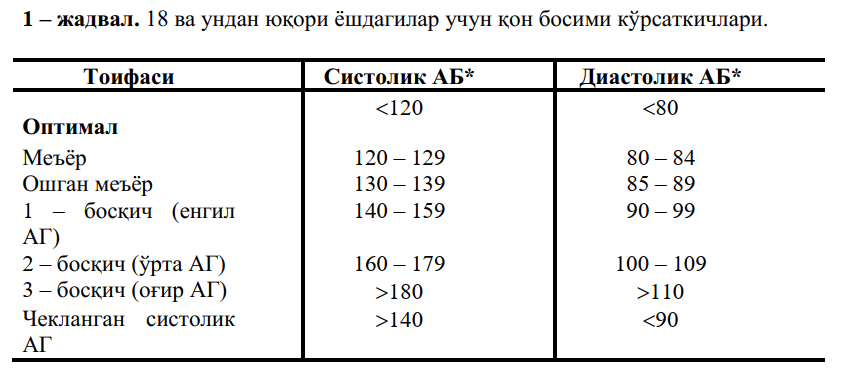 1 – жадвал. 18 ва ундан юқори ёшдагилар учун қон босими кўрсаткичлари.
Тоифаси Систолик АБ* Диастолик АБ*
Оптимал <120 <80
Меъёр 120 – 129 80 – 84
Ошган меъёр 130 – 139 85 – 89
1 – босқич (енгил 140 – 159 90 – 99
АГ)
2 – босқич (ўрта АГ) 160 – 179 100 – 109
3 – босқич (оғир АГ) >180 >110
Чекланган систолик >140 <90
АГ